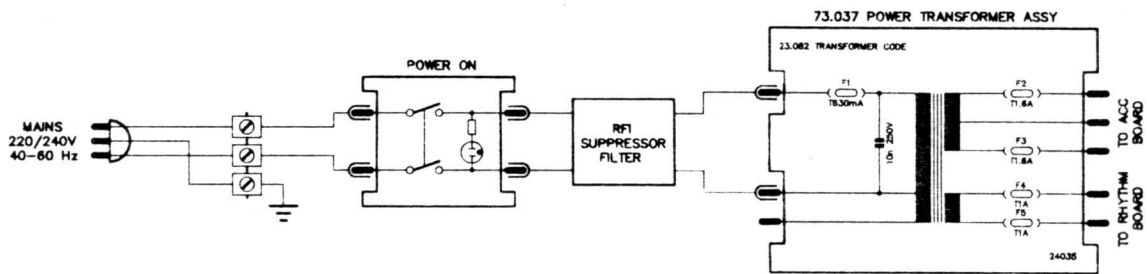 73.037 POWER TRANSFORMER ASSY
23.082 TRANSFORMER CODE
POWER ON
MAINS
220/240V
40-60 Hz
RFI
SUPPRESSOR
FILTER
F1
T630mA
10n 250V
F2
T1.6A
F3
T1.6A
F4
T1A
F5
T1A
TO ACC
BOARD
TO RHYTHM
BOARD
24035